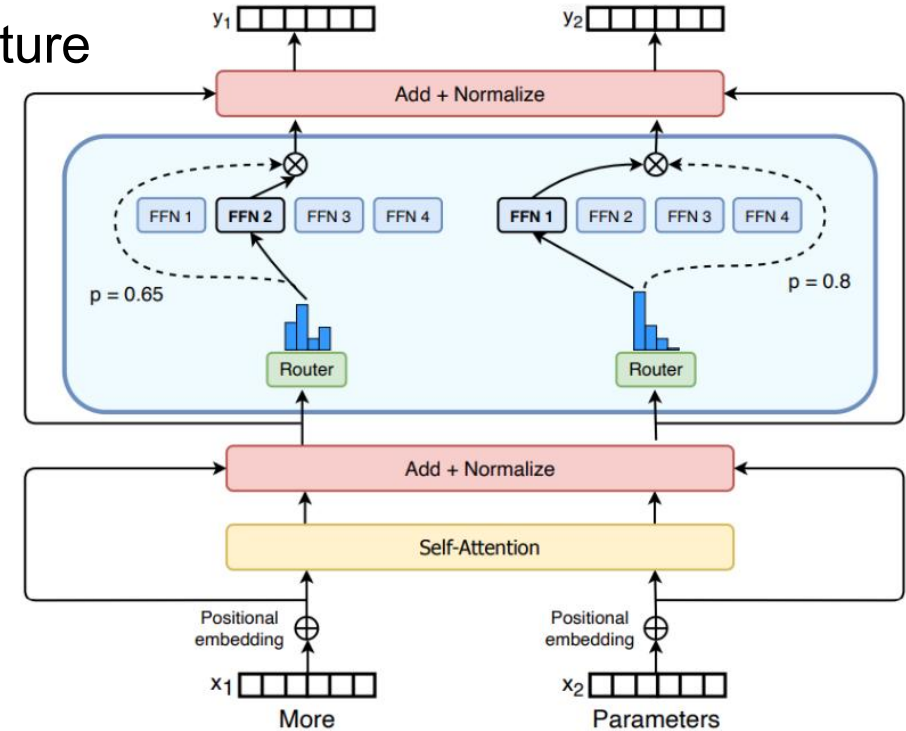 ture
y1
y2
Add + Normalize
FFN 1 FFN 2 FFN 3 FFN 4
FFN 1 FFN 2 FFN 3 FFN 4
p = 0.65
p = 0.8
Router
Router
Add + Normalize
Self-Attention
Positional
embedding
Positional
embedding
x1
x2
More
Parameters